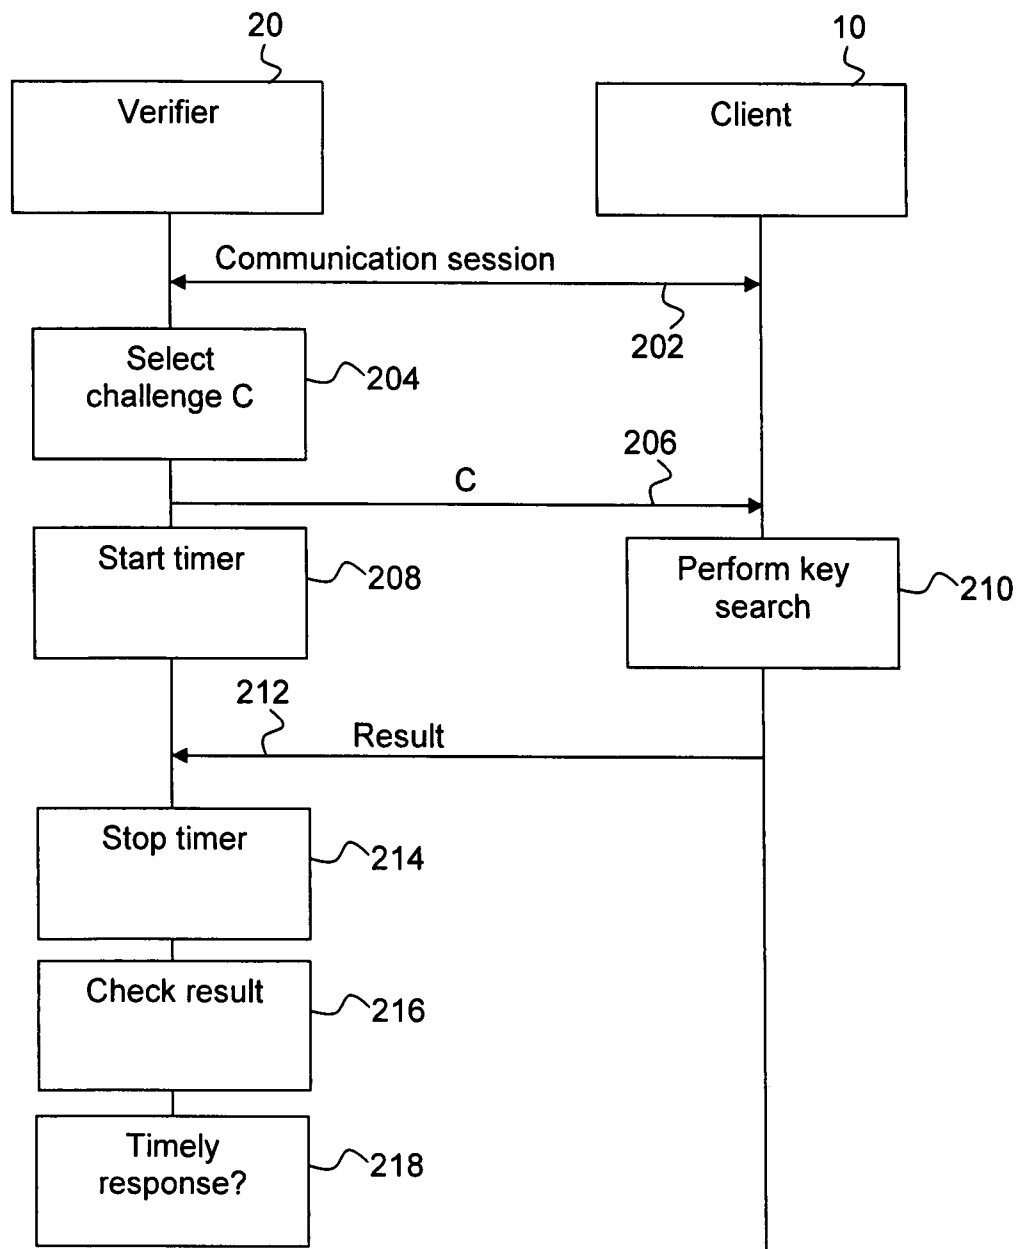 20
10
Verifier
Client
Communication session
202
Select
challenge C
204
206
C
Start timer
208
Perform key
search
210
212
Result
Stop timer
214
Check result
216
Timely
response?
218